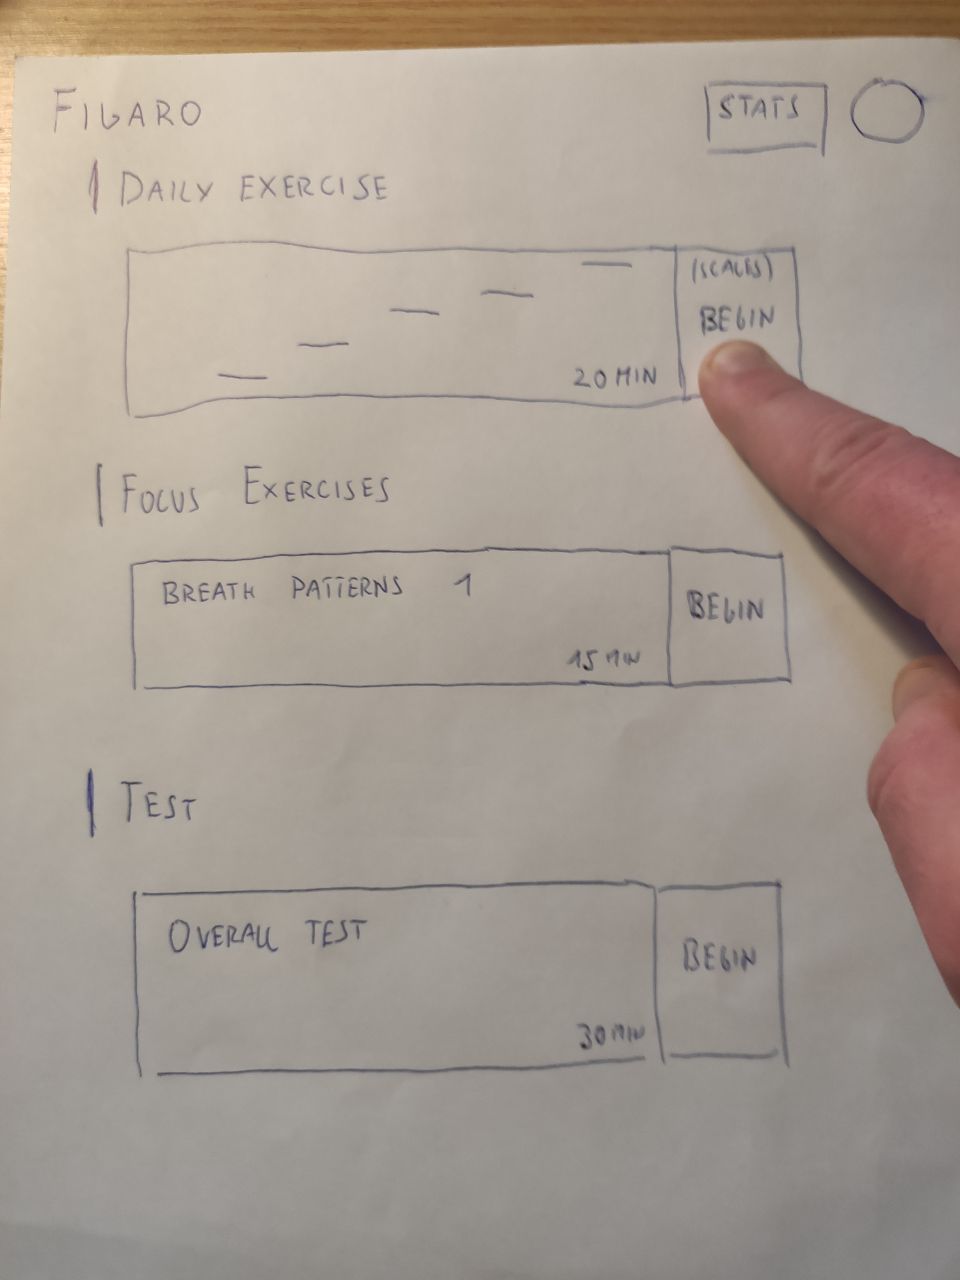 FIGARO
STATS
DAILY EXERCISE
(SCALES)
BEGIN
20 MIN
FOCUS EXERCISES
BREATH PATTERNS 1
BEGIN
15 MIN
TEST
OVERALL TEST
BEGIN
30 MIN